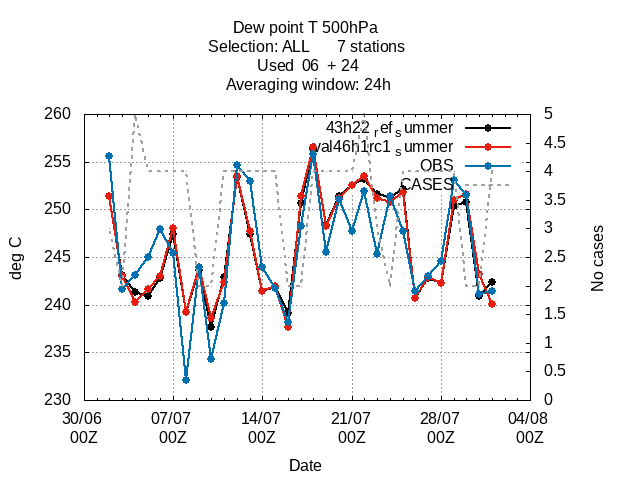 Dew point T 500hPa
Selection: ALL 7 stations
Used 06 + 24
Averaging window: 24h
260
255
250
245
240
235
230
5
4.5
4
3.5
3
2.5
2
1.5
1
0.5
0
43h22_ref_summer
val46h1rc1_summer
OBS
CASES
deg C
No cases
30/06 07/07 14/07 21/07 28/07 04/08
00Z 00Z 00Z 00Z 00Z 00Z
Date